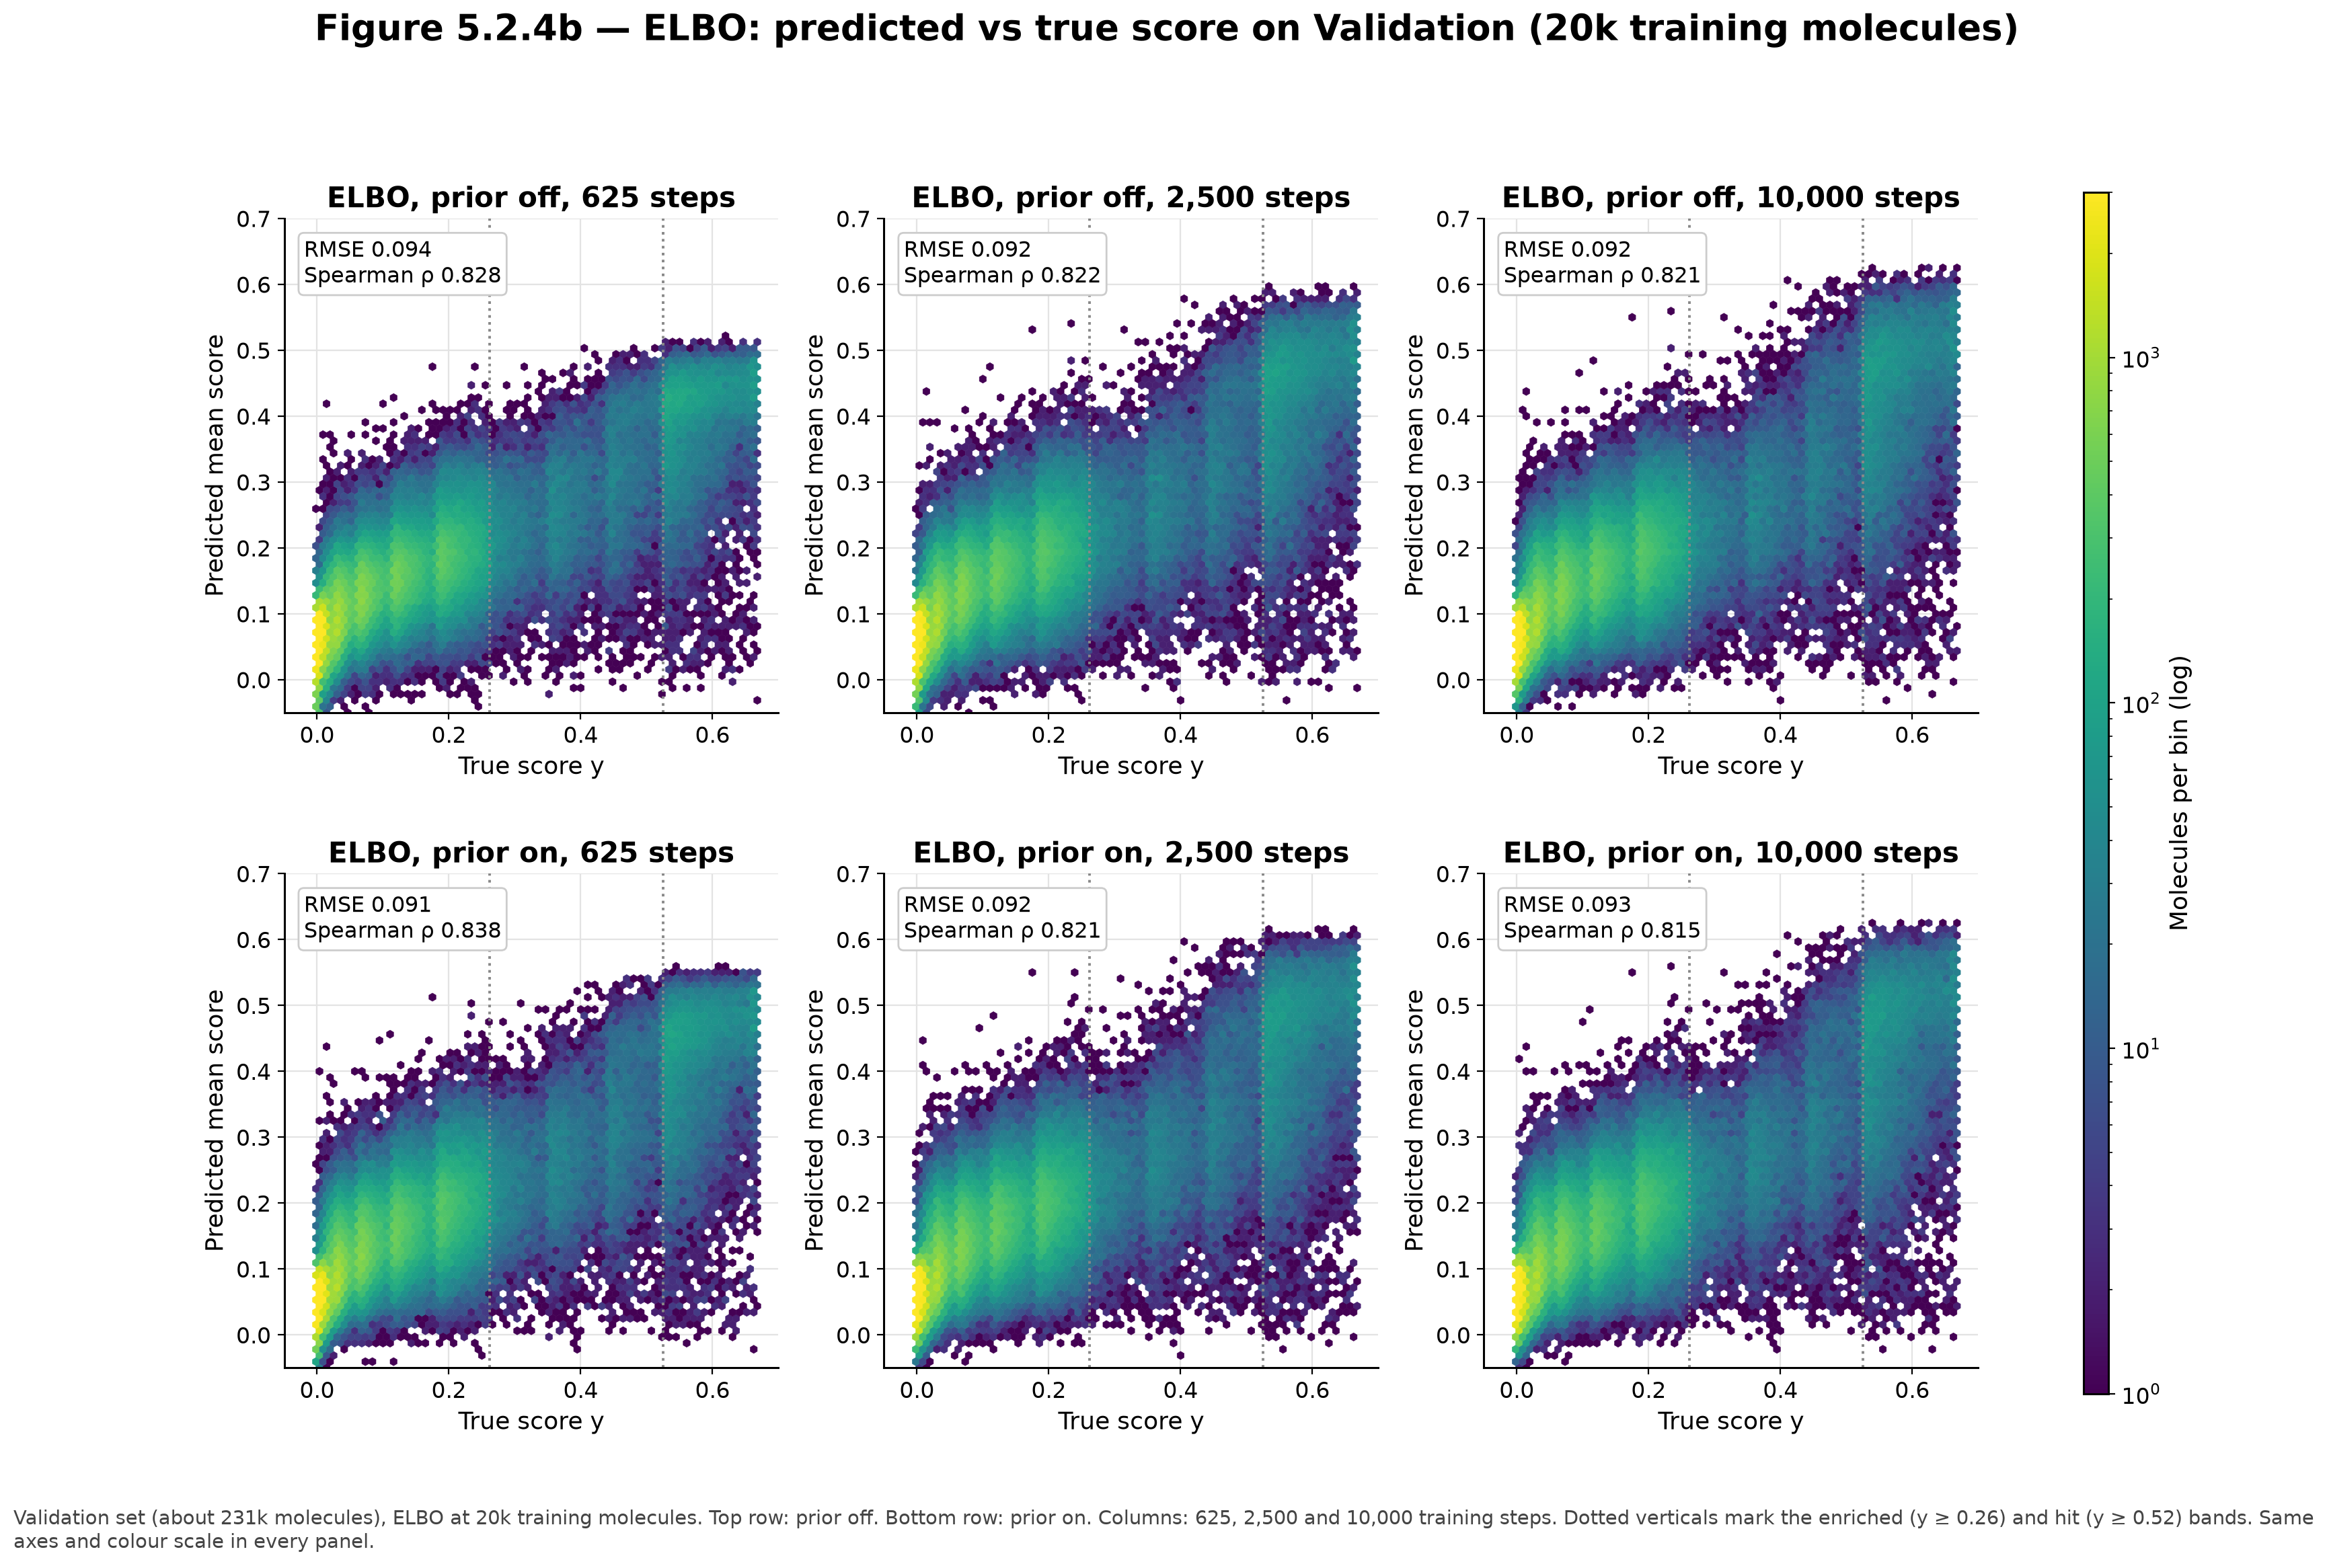 Figure 5.2.4b — ELBO: predicted vs true score on Validation (20k training molecules)
ELBO, prior off, 625 steps
RMSE 0.094
Spearman ρ 0.828
0.7
0.6
0.5
0.4
0.3
0.2
0.1
0.0
Predicted mean score
0.0 0.2 0.4 0.6
True score y
ELBO, prior off, 2,500 steps
RMSE 0.092
Spearman ρ 0.822
0.7
0.6
0.5
0.4
0.3
0.2
0.1
0.0
Predicted mean score
0.0 0.2 0.4 0.6
True score y
ELBO, prior off, 10,000 steps
RMSE 0.092
Spearman ρ 0.821
0.7
0.6
0.5
0.4
0.3
0.2
0.1
0.0
Predicted mean score
0.0 0.2 0.4 0.6
True score y
ELBO, prior on, 625 steps
RMSE 0.091
Spearman ρ 0.838
0.7
0.6
0.5
0.4
0.3
0.2
0.1
0.0
Predicted mean score
0.0 0.2 0.4 0.6
True score y
ELBO, prior on, 2,500 steps
RMSE 0.092
Spearman ρ 0.821
0.7
0.6
0.5
0.4
0.3
0.2
0.1
0.0
Predicted mean score
0.0 0.2 0.4 0.6
True score y
ELBO, prior on, 10,000 steps
RMSE 0.093
Spearman ρ 0.815
0.7
0.6
0.5
0.4
0.3
0.2
0.1
0.0
Predicted mean score
0.0 0.2 0.4 0.6
True score y
10³
10²
10¹
10⁰
Molecules per bin (log)
Validation set (about 231k molecules), ELBO at 20k training molecules. Top row: prior off. Bottom row: prior on. Columns: 625, 2,500 and 10,000 training steps. Dotted verticals mark the enriched (y ≥ 0.26) and hit (y ≥ 0.52) bands. Same
axes and colour scale in every panel.